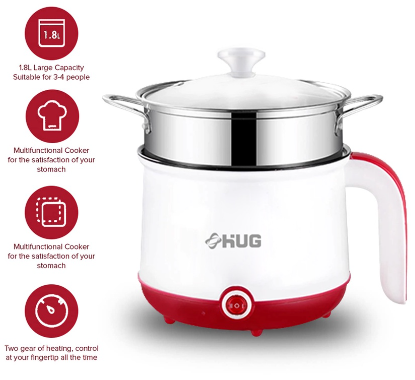 1.8L
1.8L Large Capacity
Suitable for 3-4 people
Multifunctional Cooker
for the satisfaction of your
stomach
HUG
Multifunctional Cooker
for the satisfaction of your
stomach
Two gear of heating, control
at your fingertip all the time